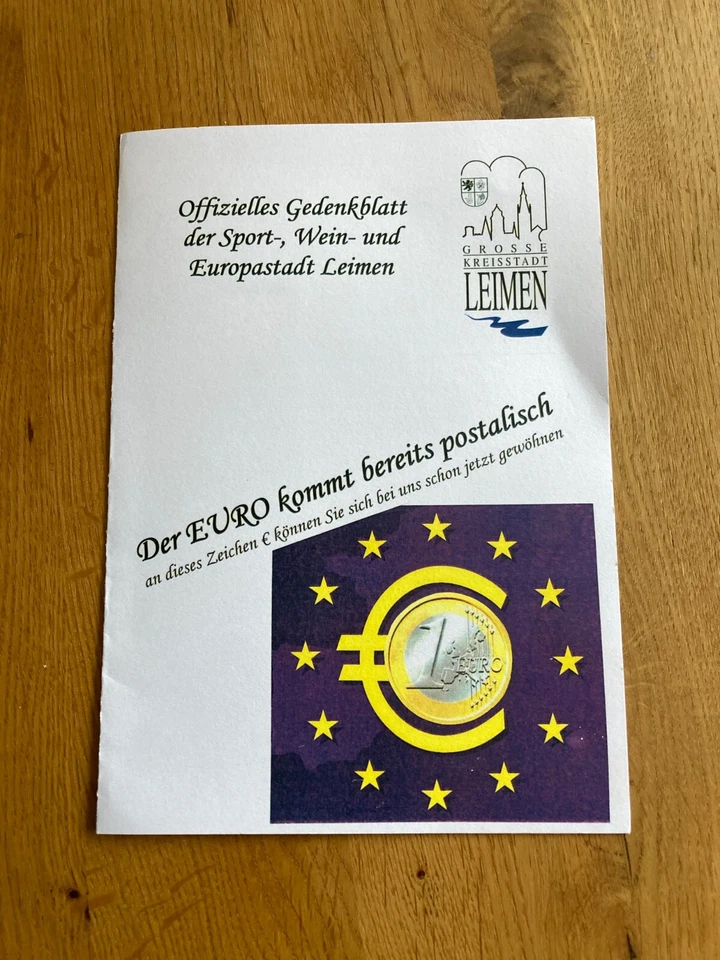 Offizielles Gedenkblatt
der Sport-, Wein- und
Europastadt Leimen
GROSSE
KREISSTADT
LEIMEN
Der EURO kommt bereits postalisch
an dieses Zeichen € können Sie sich bei uns schon jetzt gewöhnen
€
1 EURO